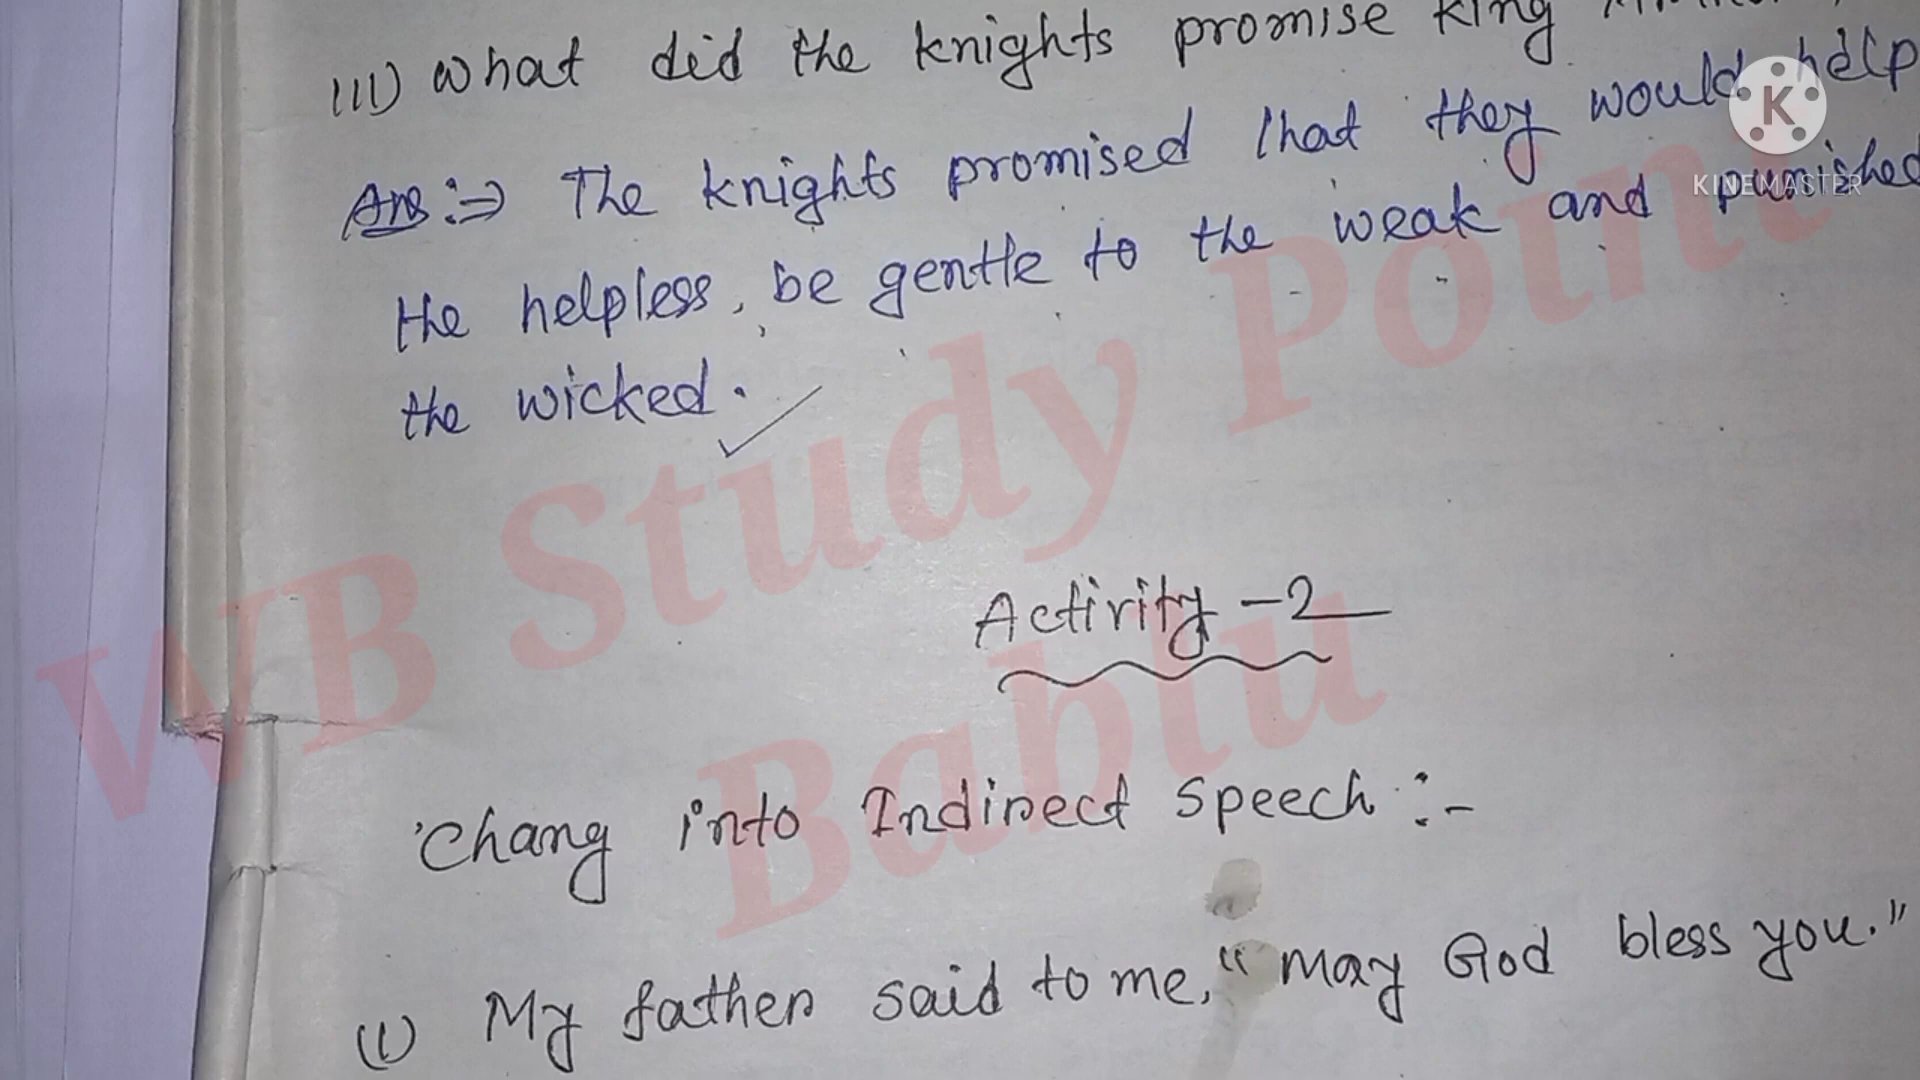 III) What did the knights promise King
Ans :⇒ The knights promised that they would help
the helpless, be gentle to the weak and punished
the wicked.
Activity - 2
Chang into Indirect Speech :-
(I) My father said to me, "May God bless you."
WB Study Point
Bablu
K
KINEMASTER